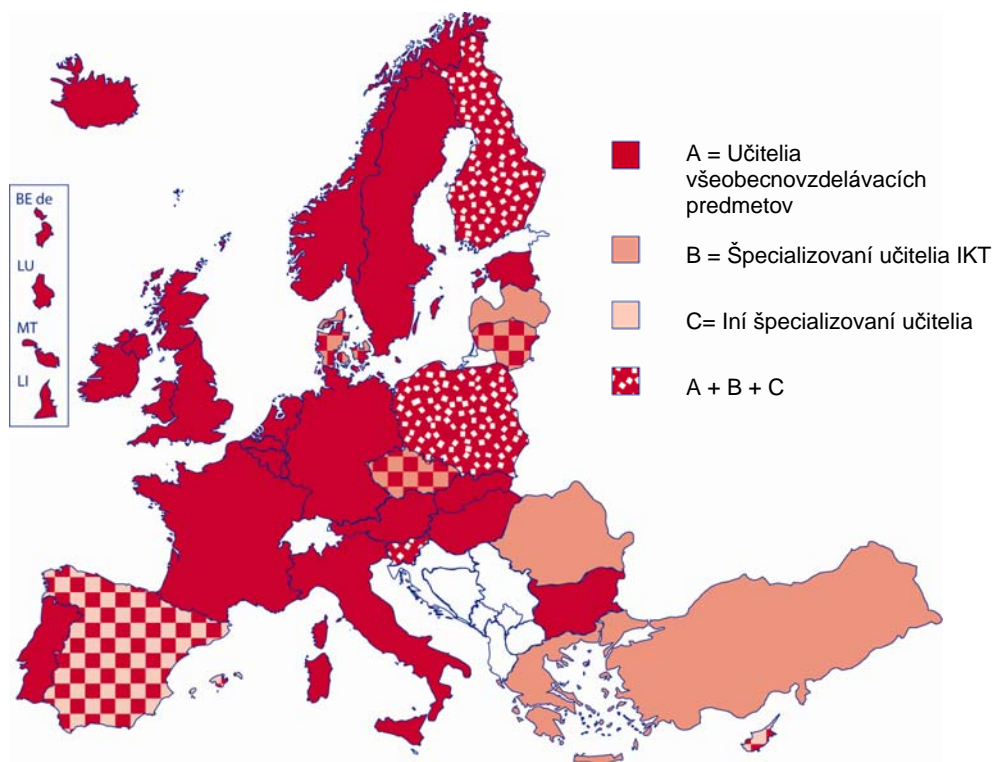 BE de
LU
MT
LI
A = Učitelia
všeobecnovzdelávacích
predmetov
B = Špecializovaní učitelia IKT
C= Iní špecializovaní učitelia
A + B + C